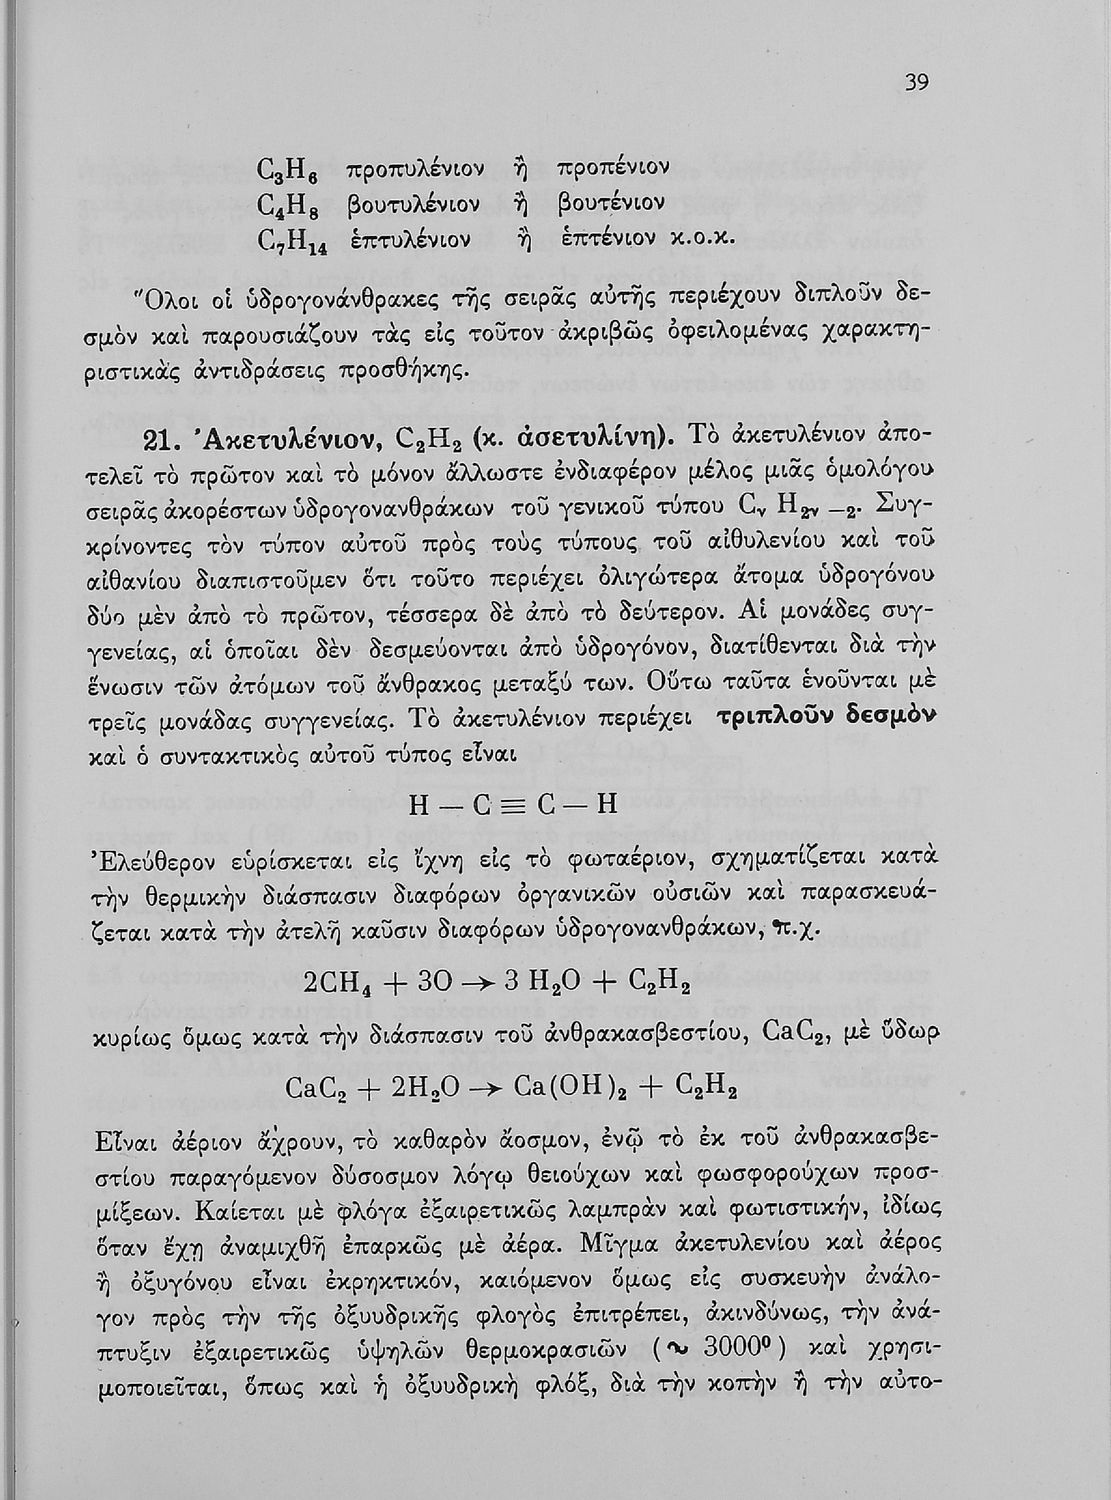 39
C₃H₆ προπυλένιον ἢ προπένιον
C₄H₈ βουτυλένιον ἢ βουτένιον
C₇H₁₄ ἑπτυλένιον ἢ ἑπτένιον κ.ο.κ.
Ὅλοι οἱ ὑδρογονάνθρακες τῆς σειρᾶς αὐτῆς περιέχουν διπλοῦν δε-
σμὸν καὶ παρουσιάζουν τὰς εἰς τοῦτον ἀκριβῶς ὀφειλομένας χαρακτη-
ριστικὰς ἀντιδράσεις προσθήκης.
21. Ἀκετυλένιον, C₂H₂ (κ. ἀσετυλίνη). Τὸ ἀκετυλένιον ἀπο-
τελεῖ τὸ πρῶτον καὶ τὸ μόνον ἄλλωστε ἐνδιαφέρον μέλος μιᾶς ὁμολόγου
σειρᾶς ἀκορέστων ὑδρογονανθράκων τοῦ γενικοῦ τύπου Cᵥ H₂ᵥ ₋₂. Συγ-
κρίνοντες τὸν τύπον αὐτοῦ πρὸς τοὺς τύπους τοῦ αἰθυλενίου καὶ τοῦ
αἰθανίου διαπιστοῦμεν ὅτι τοῦτο περιέχει ὀλιγώτερα ἄτομα ὑδρογόνου
δύο μὲν ἀπὸ τὸ πρῶτον, τέσσερα δὲ ἀπὸ τὸ δεύτερον. Αἱ μονάδες συγ-
γενείας, αἱ ὁποῖαι δὲν δεσμεύονται ἀπὸ ὑδρογόνον, διατίθενται διὰ τὴν
ἕνωσιν τῶν ἀτόμων τοῦ ἄνθρακος μεταξύ των. Οὕτω ταῦτα ἑνοῦνται μὲ
τρεῖς μονάδας συγγενείας. Τὸ ἀκετυλένιον περιέχει τριπλοῦν δεσμὸν
καὶ ὁ συντακτικὸς αὐτοῦ τύπος εἶναι
H — C ≡ C — H
Ἐλεύθερον εὑρίσκεται εἰς ἴχνη εἰς τὸ φωταέριον, σχηματίζεται κατὰ
τὴν θερμικὴν διάσπασιν διαφόρων ὀργανικῶν οὐσιῶν καὶ παρασκευά-
ζεται κατὰ τὴν ἀτελῆ καῦσιν διαφόρων ὑδρογονανθράκων, π.χ.
2CH₄ + 3O → 3 H₂O + C₂H₂
κυρίως ὅμως κατὰ τὴν διάσπασιν τοῦ ἀνθρακασβεστίου, CaC₂, μὲ ὕδωρ
CaC₂ + 2H₂O → Ca(OH)₂ + C₂H₂
Εἶναι ἀέριον ἄχρουν, τὸ καθαρὸν ἄοσμον, ἐνῷ τὸ ἐκ τοῦ ἀνθρακασβε-
στίου παραγόμενον δύσοσμον λόγῳ θειούχων καὶ φωσφορούχων προσ-
μίξεων. Καίεται μὲ φλόγα ἐξαιρετικῶς λαμπρὰν καὶ φωτιστικήν, ἰδίως
ὅταν ἔχῃ ἀναμιχθῆ ἐπαρκῶς μὲ ἀέρα. Μῖγμα ἀκετυλενίου καὶ ἀέρος
ἢ ὀξυγόνου εἶναι ἐκρηκτικόν, καιόμενον ὅμως εἰς συσκευὴν ἀνάλο-
γον πρὸς τὴν τῆς ὀξυυδρικῆς φλογὸς ἐπιτρέπει, ἀκινδύνως, τὴν ἀνά-
πτυξιν ἐξαιρετικῶς ὑψηλῶν θερμοκρασιῶν (∼ 3000⁰) καὶ χρησι-
μοποιεῖται, ὅπως καὶ ἡ ὀξυυδρικὴ φλόξ, διὰ τὴν κοπὴν ἢ τὴν αὐτο-